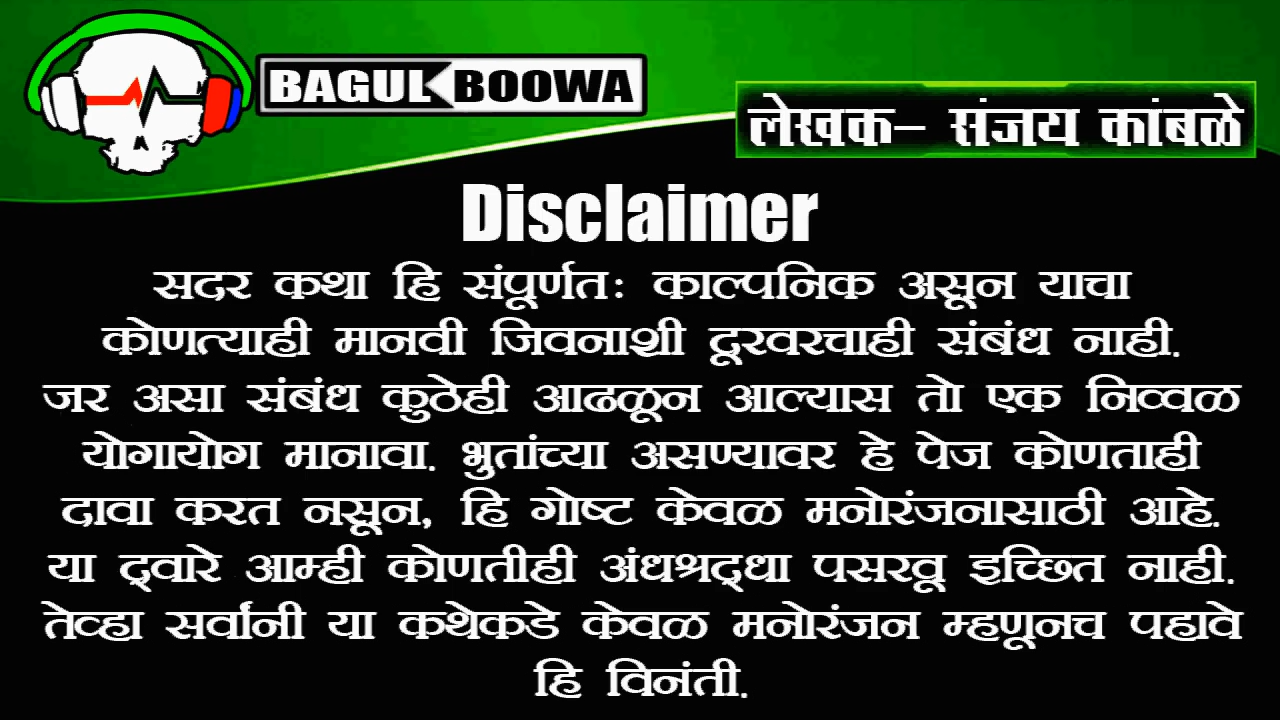 BAGUL BOOWA
लेखक- संजय कांबळे
Disclaimer
सदर कथा हि संपूर्णतः काल्पनिक असून याचा
कोणत्याही मानवी जिवनाशी दूरवरचाही संबंध नाही.
जर असा संबंध कुठेही आढळून आल्यास तो एक निव्वळ
योगायोग मानावा. भुतांच्या असण्यावर हे पेज कोणताही
दावा करत नसून, हि गोष्ट केवळ मनोरंजनासाठी आहे.
या द्वारे आम्ही कोणतीही अंधश्रद्धा पसरवू इच्छित नाही.
तेव्हा सर्वांनी या कथेकडे केवळ मनोरंजन म्हणूनच पहावे
हि विनंती.